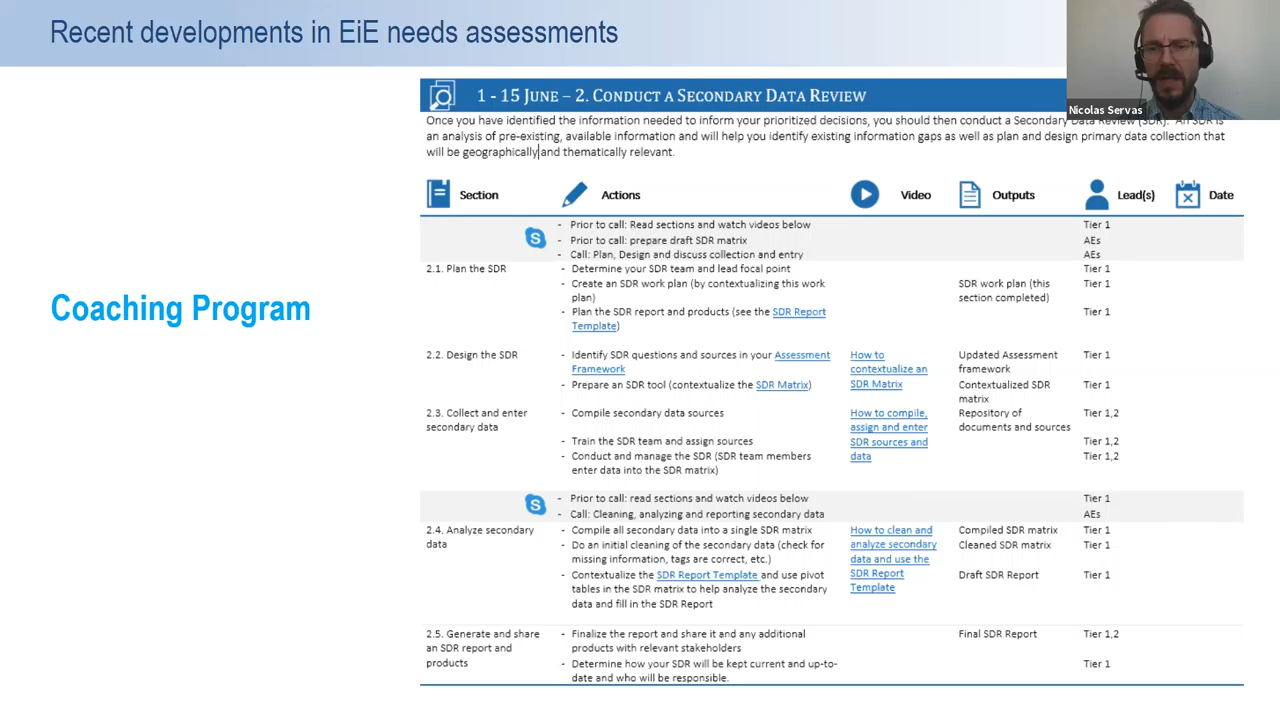 Recent developments in EiE needs assessments
Nicolas Servas
1 - 15 June – 2. Conduct a Secondary Data Review
Once you have identified the information needed to inform your prioritized decisions, you should then conduct a Secondary Data Review (SDR). An SDR is
an analysis of pre-existing, available information and will help you identify existing information gaps as well as plan and design primary data collection that
will be geographically and thematically relevant.
Coaching Program
Section Actions Video Outputs Lead(s) Date
- Prior to call: Read sections and watch videos below Tier 1
- Prior to call: prepare draft SDR matrix AEs
- Call: Plan, Design and discuss collection and entry AEs
2.1. Plan the SDR - Determine your SDR team and lead focal point Tier 1
- Create an SDR work plan (by contextualizing this work SDR work plan (this Tier 1
plan) section completed)
- Plan the SDR report and products (see the SDR Report Tier 1
Template)
2.2. Design the SDR - Identify SDR questions and sources in your Assessment How to Updated Assessment Tier 1
Framework contextualize an framework
- Prepare an SDR tool (contextualize the SDR Matrix) SDR Matrix Contextualized SDR Tier 1
matrix
2.3. Collect and enter - Compile secondary data sources How to compile, Repository of Tier 1,2
secondary data assign and enter documents and sources
- Train the SDR team and assign sources SDR sources and Tier 1,2
- Conduct and manage the SDR (SDR team members data Tier 1,2
enter data into the SDR matrix)
- Prior to call: read sections and watch videos below Tier 1
- Call: Cleaning, analyzing and reporting secondary data AEs
2.4. Analyze secondary - Compile all secondary data into a single SDR matrix How to clean and Compiled SDR matrix Tier 1
data - Do an initial cleaning of the secondary data (check for analyze secondary Cleaned SDR matrix Tier 1
missing information, tags are correct, etc.) data and use the
- Contextualize the SDR Report Template and use pivot SDR Report Draft SDR Report Tier 1
tables in the SDR matrix to help analyze the secondary Template
data and fill in the SDR Report
2.5. Generate and share - Finalize the report and share it and any additional Final SDR Report Tier 1,2
an SDR report and products with relevant stakeholders
products - Determine how your SDR will be kept current and up-to- Tier 1
date and who will be responsible.